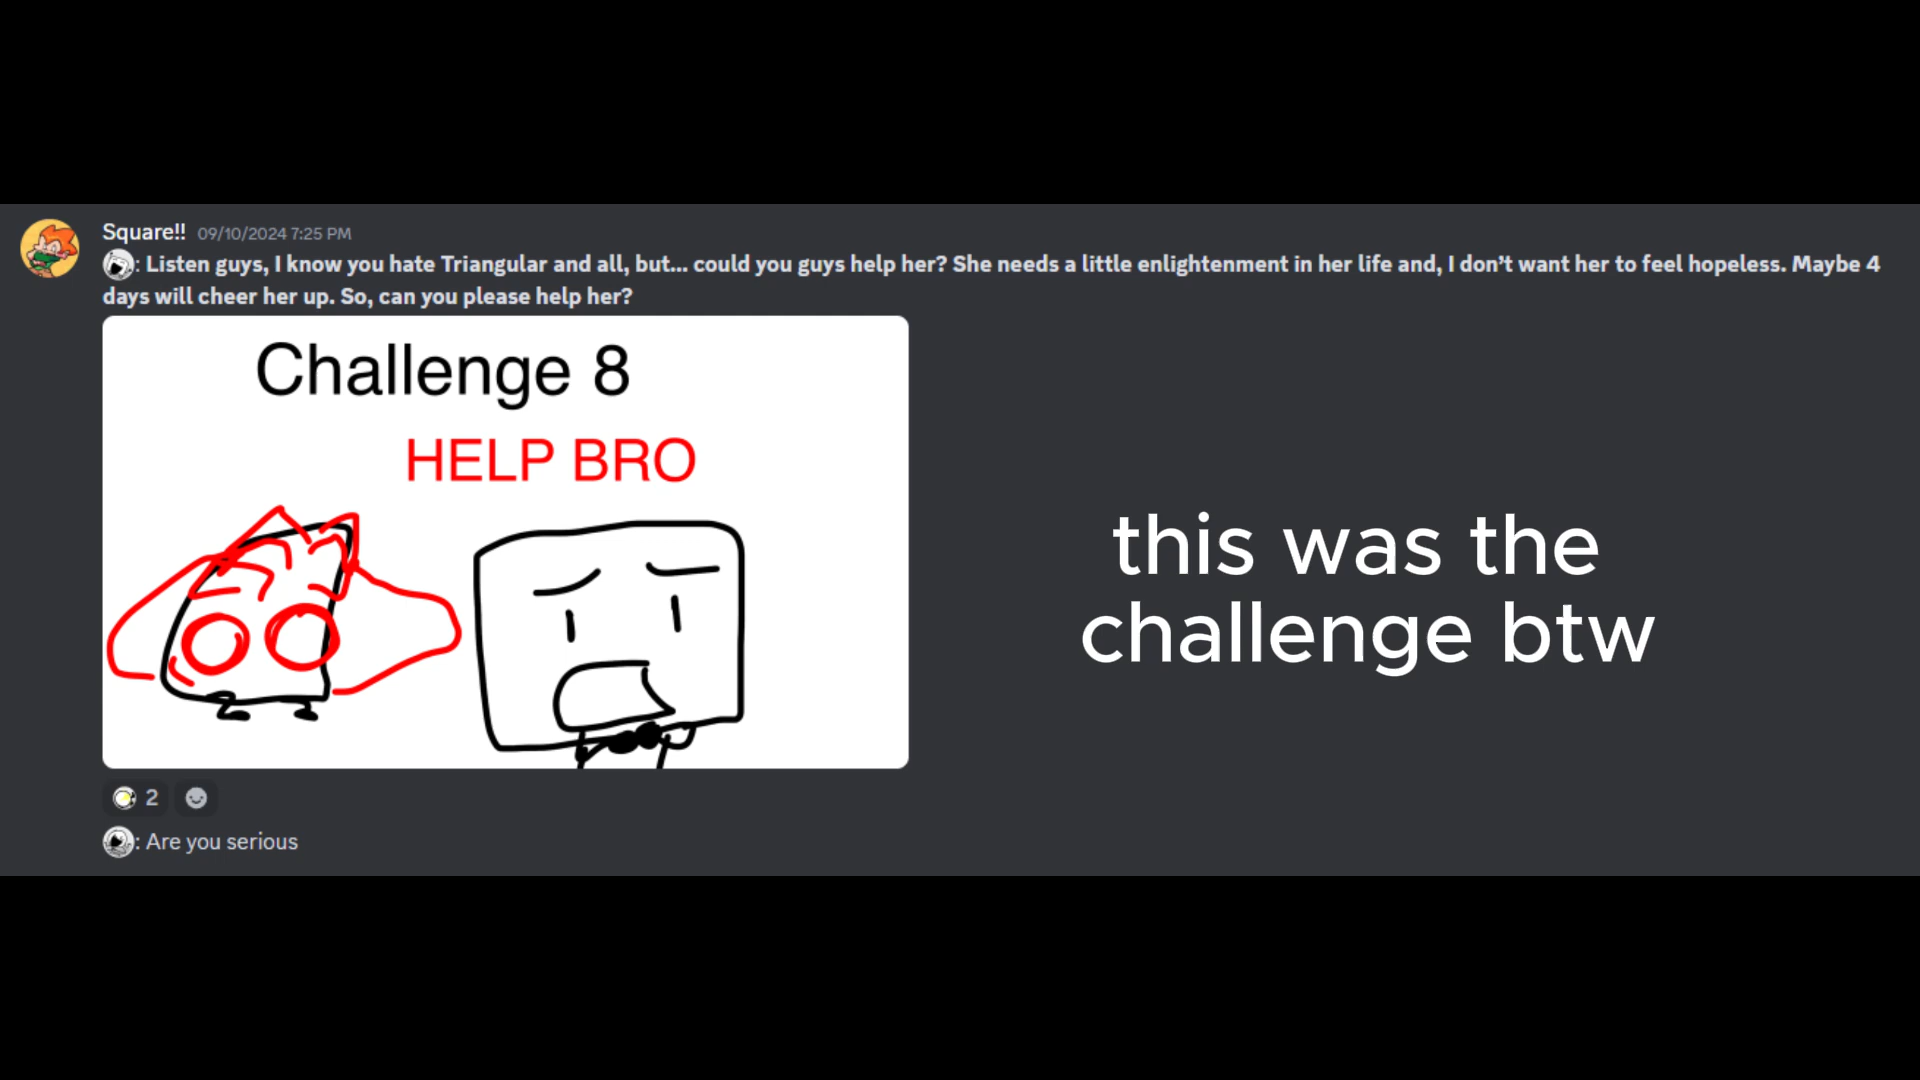 Square!! 09/10/2024 7:25 PM
: Listen guys, I know you hate Triangular and all, but... could you guys help her? She needs a little enlightenment in her life and, I don’t want her to feel hopeless. Maybe 4
days will cheer her up. So, can you please help her?
Challenge 8
HELP BRO
this was the
challenge btw
2
: Are you serious